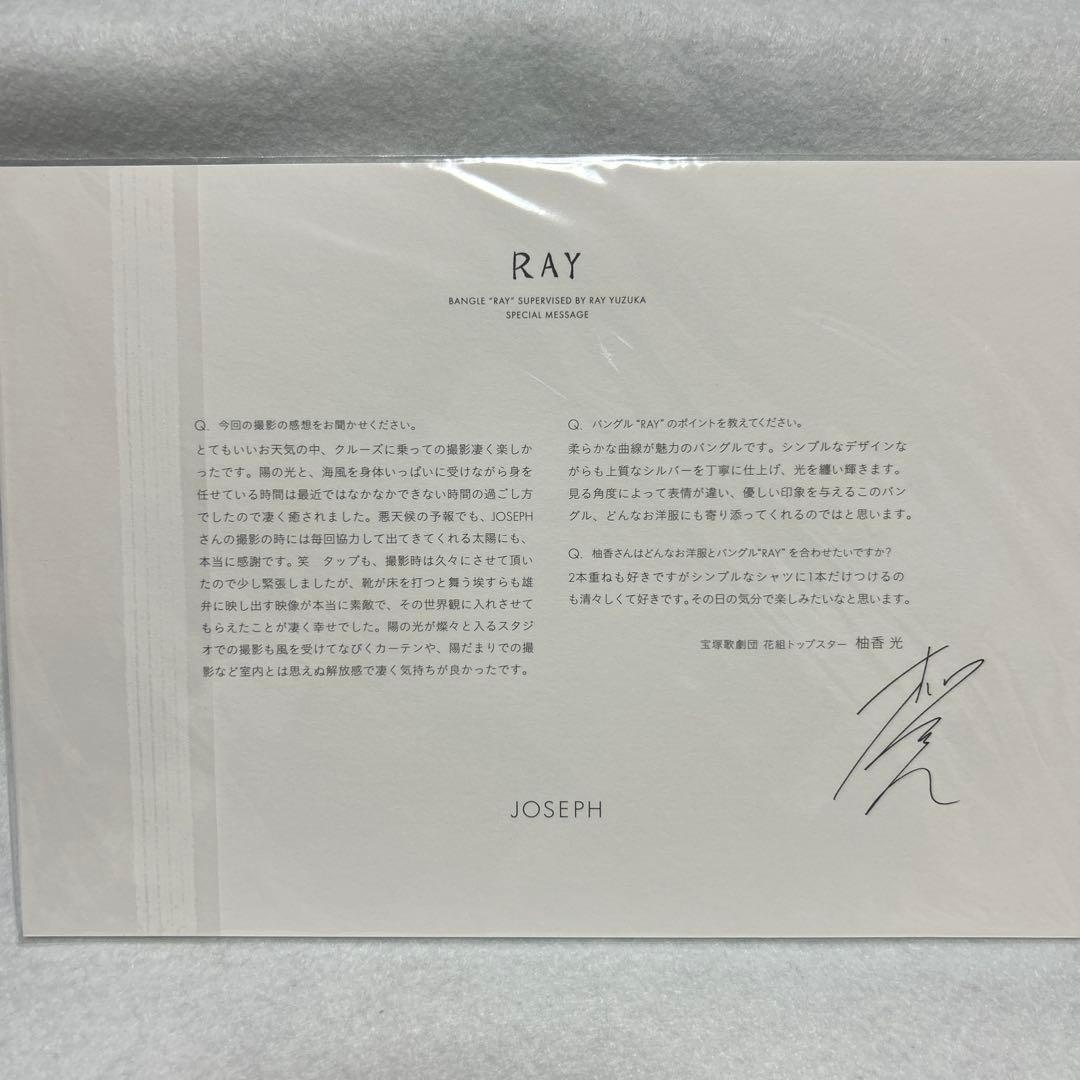 RAY
BANGLE “RAY” SUPERVISED BY RAY YUZUKA
SPECIAL MESSAGE
Q. 今回の撮影の感想をお聞かせください。
とてもいいお天気の中、クルーズに乗っての撮影凄く楽しか
ったです。陽の光と、海風を身体いっぱいに受けながら身を
任せている時間は最近ではなかなかできない時間の過ごし方
でしたので凄く癒されました。悪天候の予報でも、JOSEPH
さんの撮影の時には毎回協力して出てきてくれる太陽にも、
本当に感謝です。笑　タップも、撮影時は久々にさせて頂い
たので少し緊張しましたが、靴が床を打つと舞う埃すらも雄
弁に映し出す映像が本当に素敵で、その世界観に入れさせて
もらえたことが凄く幸せでした。陽の光が燦々と入るスタジ
オでの撮影も風を受けてなびくカーテンや、陽だまりでの撮
影など室内とは思えぬ解放感で凄く気持ちが良かったです。
Q. バングル “RAY” のポイントを教えてください。
柔らかな曲線が魅力のバングルです。シンプルなデザインな
がらも上質なシルバーを丁寧に仕上げ、光を纏い輝きます。
見る角度によって表情が違い、優しい印象を与えるこのバン
グル、どんなお洋服にも寄り添ってくれるのではと思います。
Q. 柚香さんはどんなお洋服とバングル“RAY” を合わせたいですか？
2本重ねも好きですがシンプルなシャツに1本だけつけるの
も清々しくて好きです。その日の気分で楽しみたいなと思います。
宝塚歌劇団 花組トップスター 柚香 光
JOSEPH